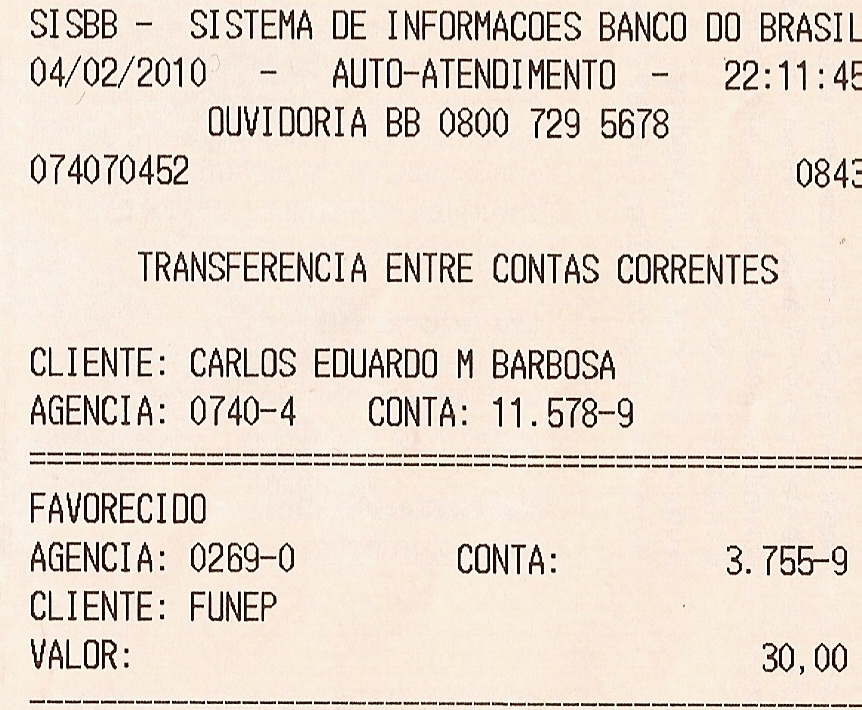 SISBB - SISTEMA DE INFORMACOES BANCO DO BRASIL
04/02/2010 - AUTO-ATENDIMENTO - 22:11:45
OUVIDORIA BB 0800 729 5678
074070452 0843
TRANSFERENCIA ENTRE CONTAS CORRENTES
CLIENTE: CARLOS EDUARDO M BARBOSA
AGENCIA: 0740-4 CONTA: 11.578-9
================================================
FAVORECIDO
AGENCIA: 0269-0 CONTA: 3.755-9
CLIENTE: FUNEP
VALOR: 30,00
------------------------------------------------